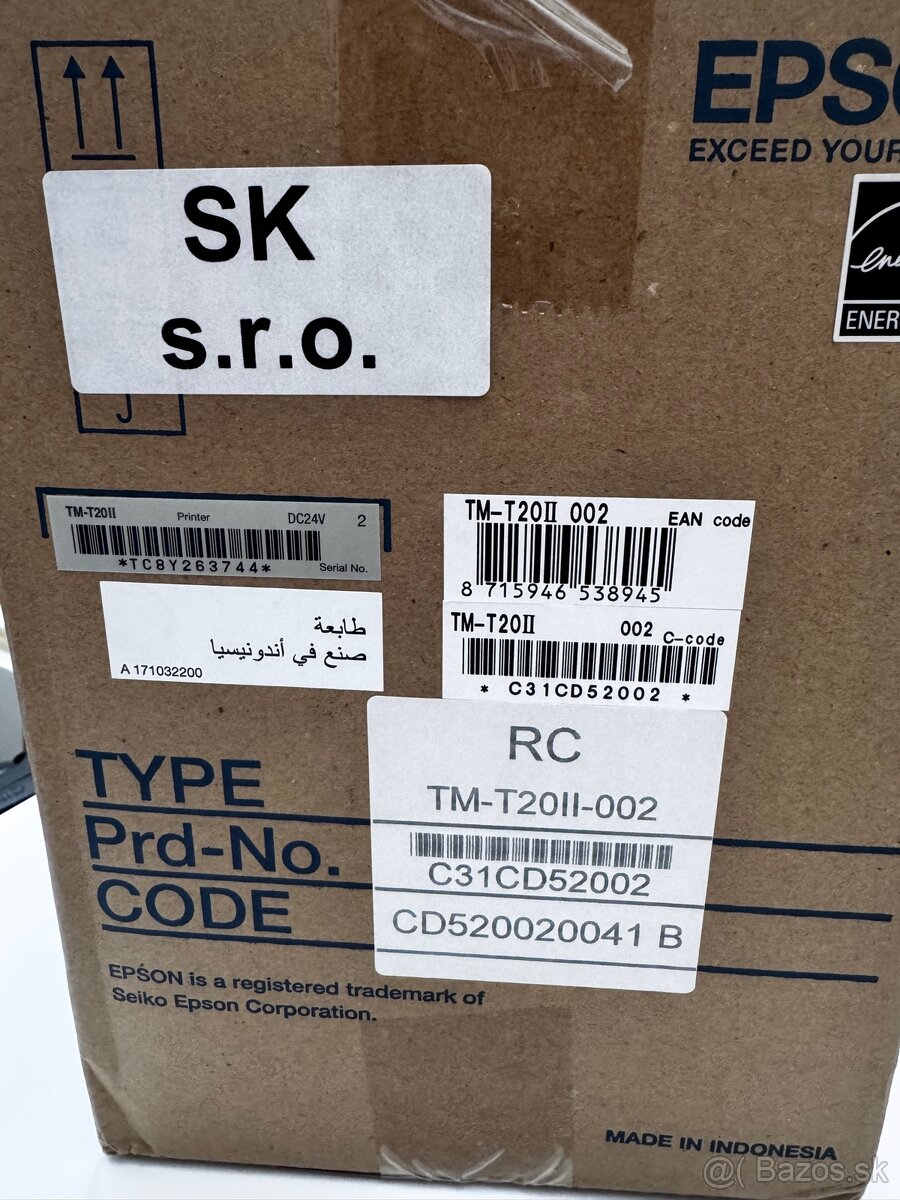 EPS
EXCEED YOUR
SK
s.r.o.
ENER
TM-T20II Printer DC24V 2
*TC8Y263744* Serial No.
طابعة
صنع في أندونيسيا
A 171032200
TM-T20II 002 EAN code
8 715946 538945
TM-T20II 002 C-code
* C31CD52002 *
RC
TM-T20II-002
C31CD52002
CD520020041 B
TYPE
Prd-No.
CODE
EPSON is a registered trademark of
Seiko Epson Corporation.
MADE IN INDONESIA
@( Bazos.sk